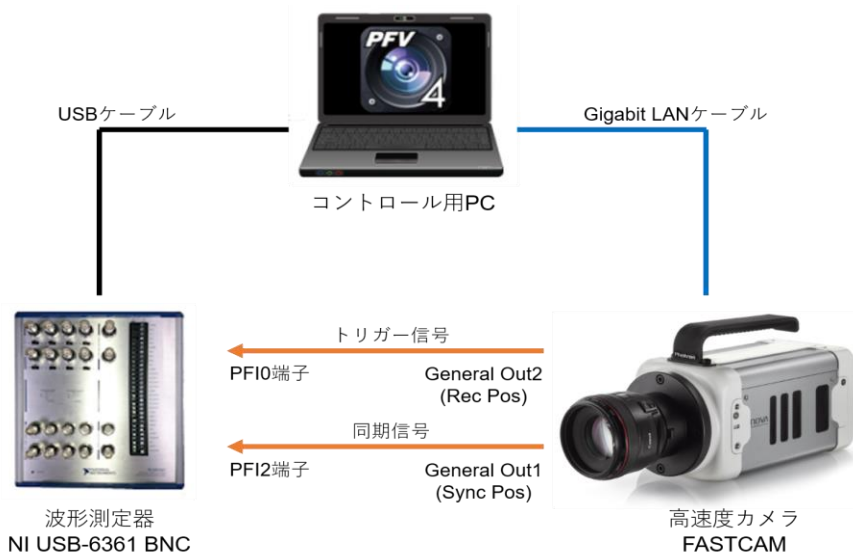 PFV
4
USBケーブル
Gigabit LANケーブル
コントロール用PC
トリガー信号
PFI0端子
General Out2
(Rec Pos)
同期信号
PFI2端子
General Out1
(Sync Pos)
NOVA
波形測定器
NI USB-6361 BNC
高速度カメラ
FASTCAM